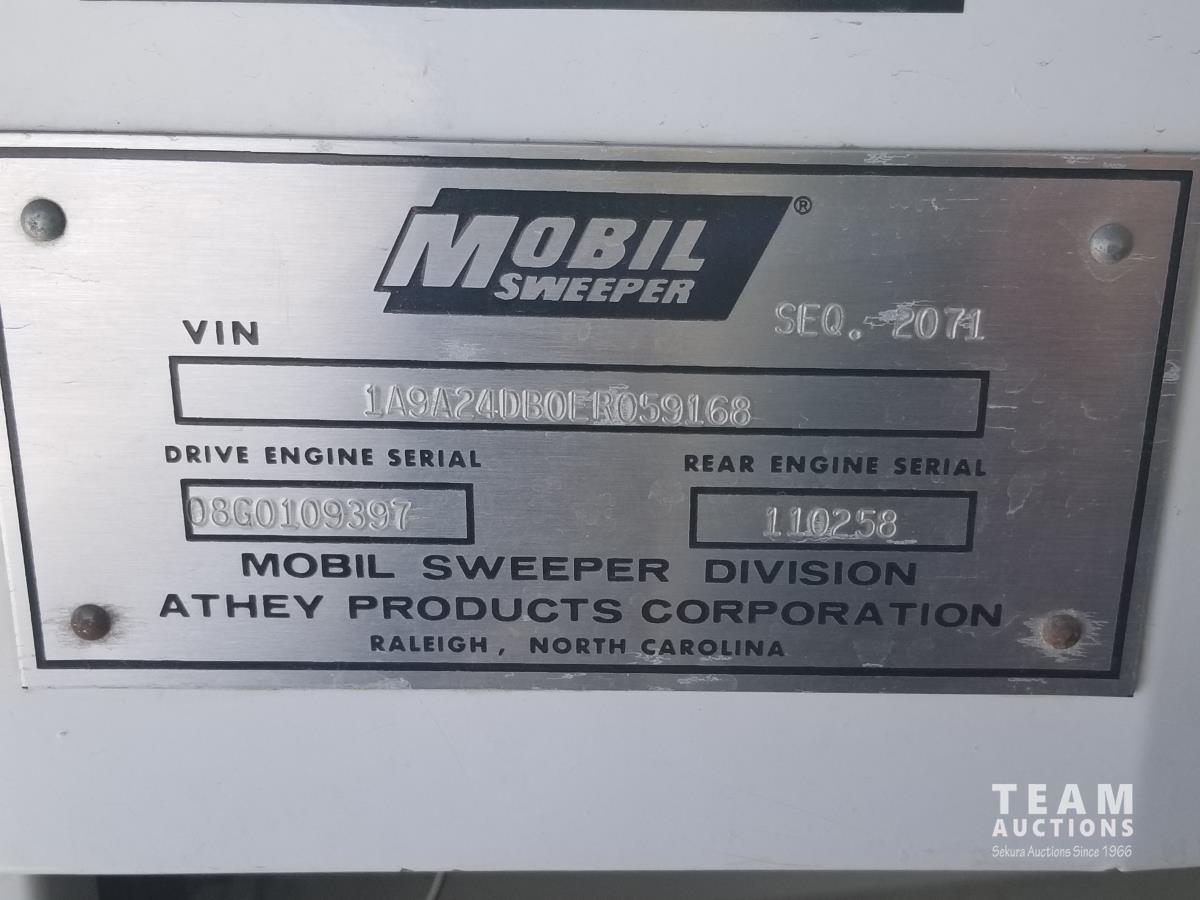 MOBIL ®
SWEEPER
SEQ. 2071
VIN
1A9A24DB0ER059168
DRIVE ENGINE SERIAL
REAR ENGINE SERIAL
08G0109397
110258
MOBIL SWEEPER DIVISION
ATHEY PRODUCTS CORPORATION
RALEIGH, NORTH CAROLINA
TEAM
AUCTIONS
Sekura Auctions Since 1966